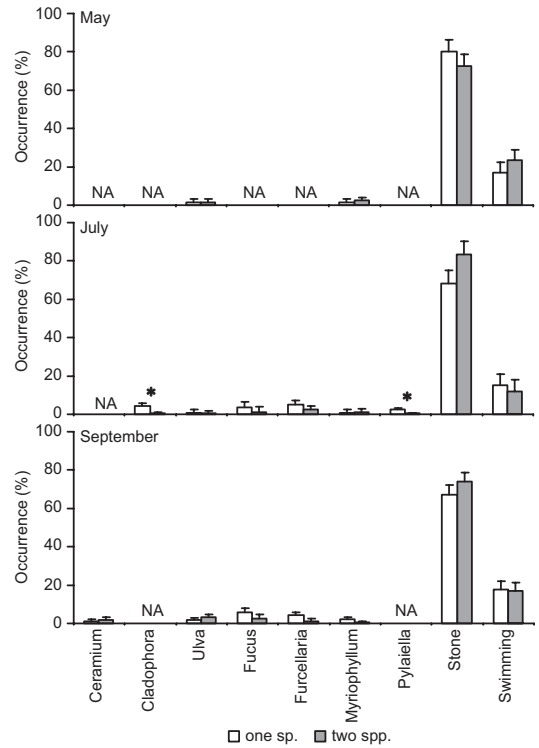 May
Occurrence (%)
100
80
60
40
20
0
NA NA NA NA NA
July
Occurrence (%)
100
80
60
40
20
0
NA * *
September
Occurrence (%)
100
80
60
40
20
0
NA NA
Ceramium
Cladophora
Ulva
Fucus
Furcellaria
Myriophyllum
Pylaiella
Stone
Swimming
one sp. two spp.